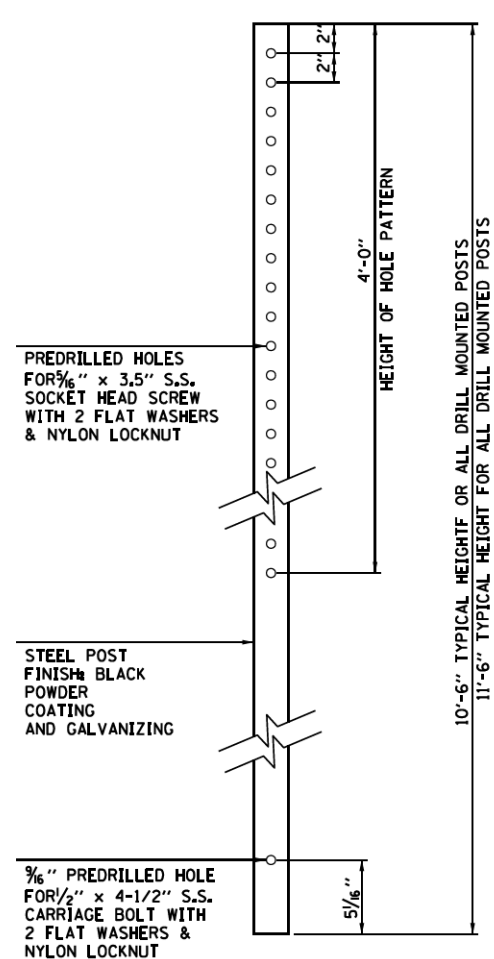 2"
2"
4'-0"
HEIGHT OF HOLE PATTERN
10'-6" TYPICAL HEIGHTF OR ALL DRILL MOUNTED POSTS
11'-6" TYPICAL HEIGHT FOR ALL DRILL MOUNTED POSTS
PREDRILLED HOLES
FOR5/16" x 3.5" S.S.
SOCKET HEAD SCREW
WITH 2 FLAT WASHERS
& NYLON LOCKNUT
STEEL POST
FINISH: BLACK
POWDER
COATING
AND GALVANIZING
9/16" PREDRILLED HOLE
FOR1/2" x 4-1/2" S.S.
CARRIAGE BOLT WITH
2 FLAT WASHERS &
NYLON LOCKNUT
5 1/16"